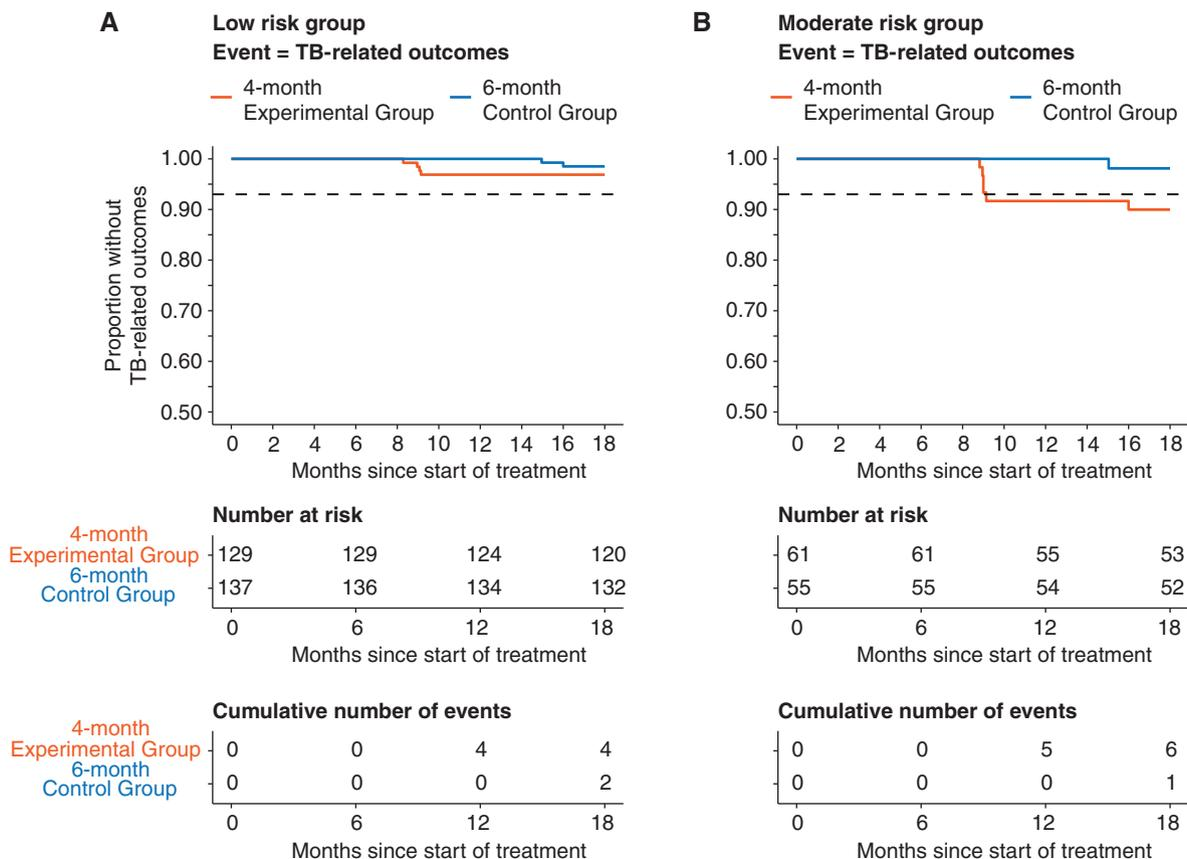 A
Low risk group
Event = TB-related outcomes
4-month
Experimental Group
6-month
Control Group
Proportion without
TB-related outcomes
1.00
0.90
0.80
0.70
0.60
0.50
0 2 4 6 8 10 12 14 16 18
Months since start of treatment
Number at risk
4-month
Experimental Group
6-month
Control Group
129 129 124 120
137 136 134 132
0 6 12 18
Months since start of treatment
Cumulative number of events
4-month
Experimental Group
6-month
Control Group
0 0 4 4
0 0 0 2
0 6 12 18
Months since start of treatment
B
Moderate risk group
Event = TB-related outcomes
4-month
Experimental Group
6-month
Control Group
1.00
0.90
0.80
0.70
0.60
0.50
0 2 4 6 8 10 12 14 16 18
Months since start of treatment
Number at risk
61 61 55 53
55 55 54 52
0 6 12 18
Months since start of treatment
Cumulative number of events
0 0 5 6
0 0 0 1
0 6 12 18
Months since start of treatment